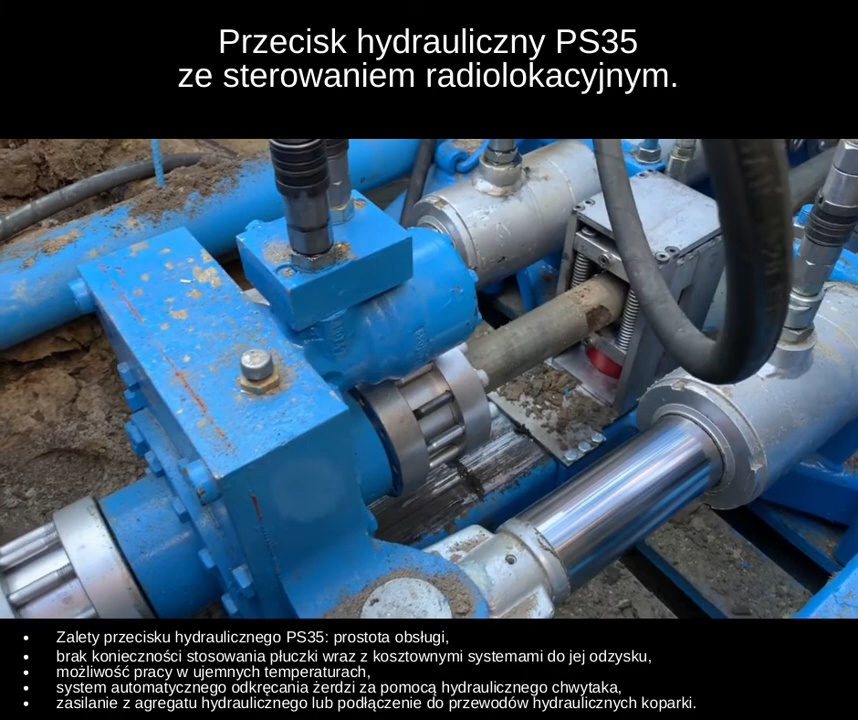 Przecisk hydrauliczny PS35
ze sterowaniem radiolokacyjnym.
• Zalety przecisku hydraulicznego PS35: prostota obsługi,
• brak konieczności stosowania płuczki wraz z kosztownymi systemami do jej odzysku,
• możliwość pracy w ujemnych temperaturach,
• system automatycznego odkręcania żerdzi za pomocą hydraulicznego chwytaka,
• zasilanie z agregatu hydraulicznego lub podłączenie do przewodów hydraulicznych koparki.